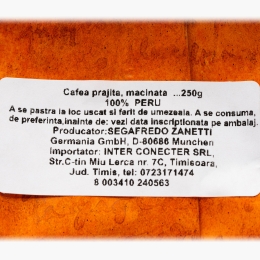 Cafea prajita, macinata ...250g
100% PERU
A se pastra la loc uscat si farit de umezeala. A se consuma,
de preferinta,inainte de: vezi data inscriptionata pe ambalaj.
Producator:SEGAFREDO ZANETTI
Germania GmbH, D-80686 Munchen
Importator: INTER CONECTER SRL,
Str.C-tin Miu Lerca nr. 7C, Timisoara,
Jud. Timis, tel: 0723171474
8 003410 240563